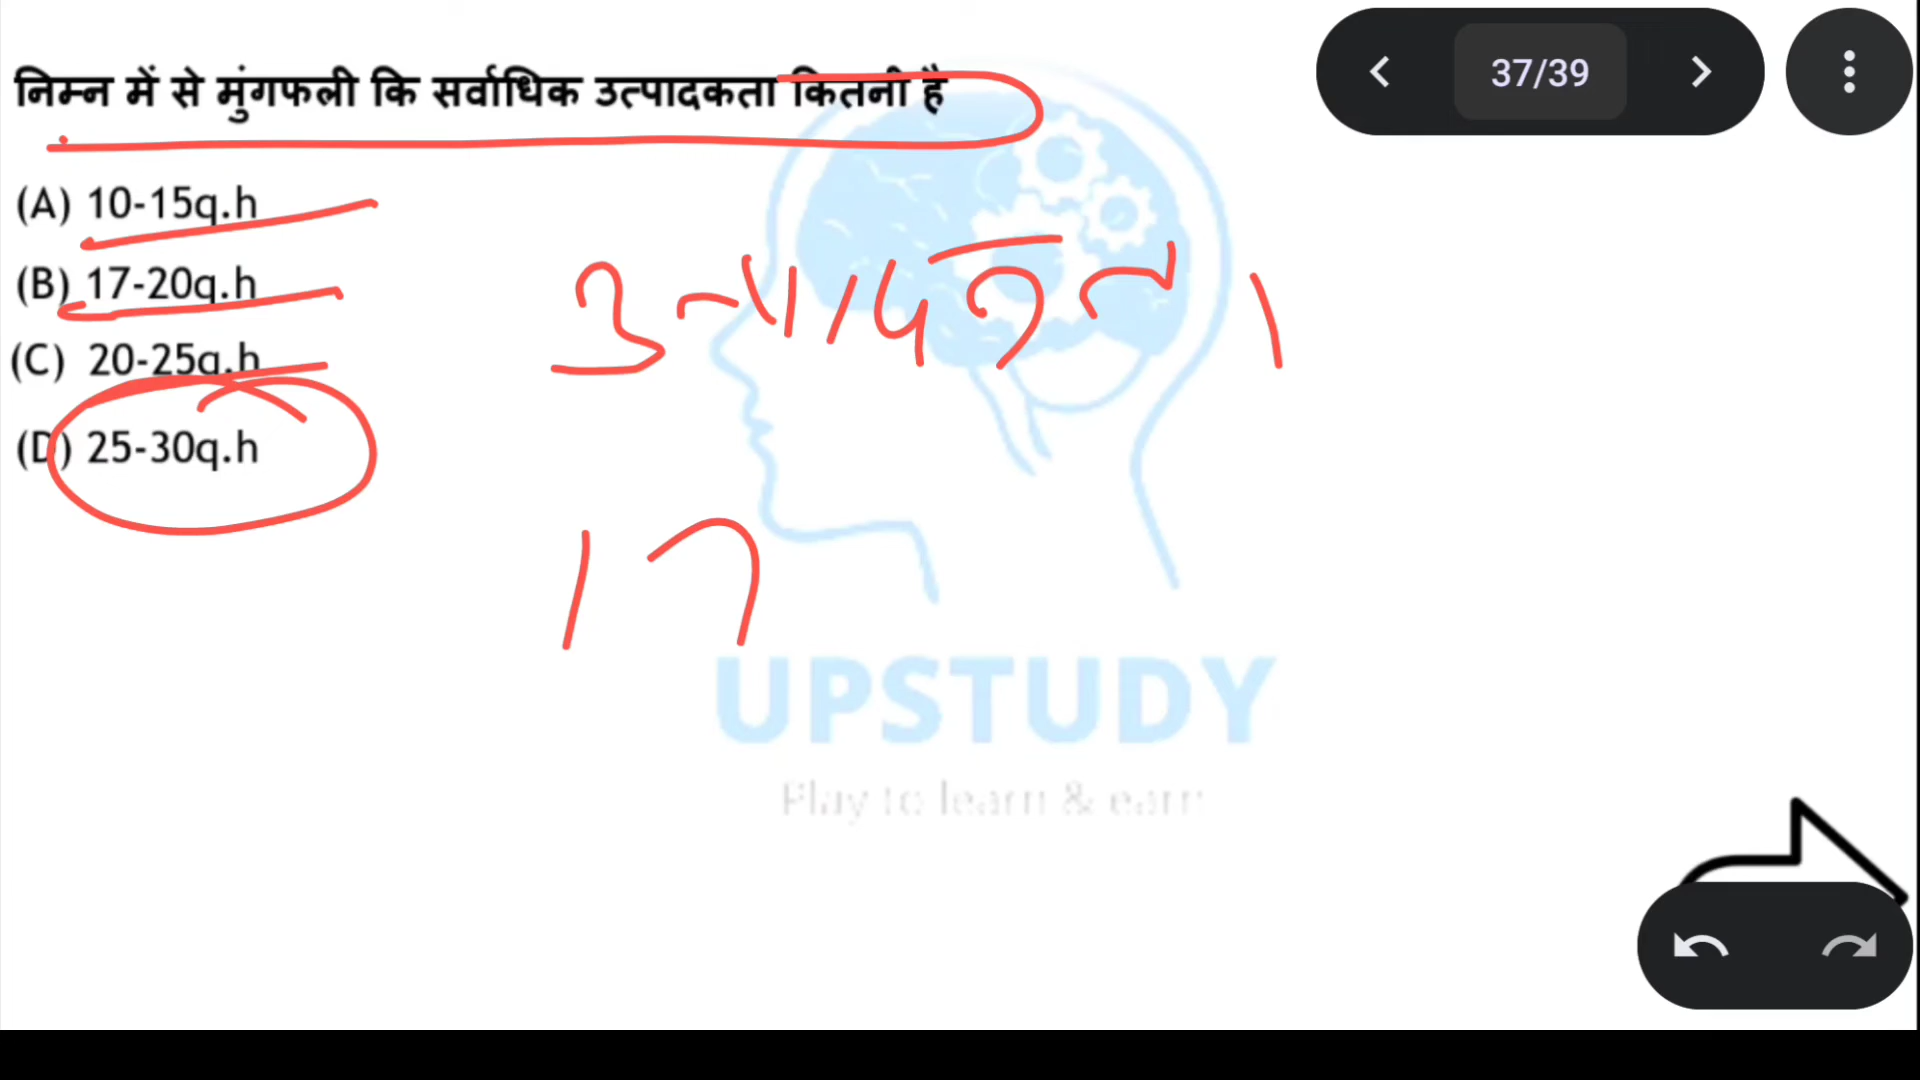 निम्न में से मुंगफली कि सर्वाधिक उत्पादकता कितनी है
37/39
(A) 10-15q.h
(B) 17-20q.h
(C) 20-25q.h
(D) 25-30q.h
17
UPSTUDY
Play to learn & earn